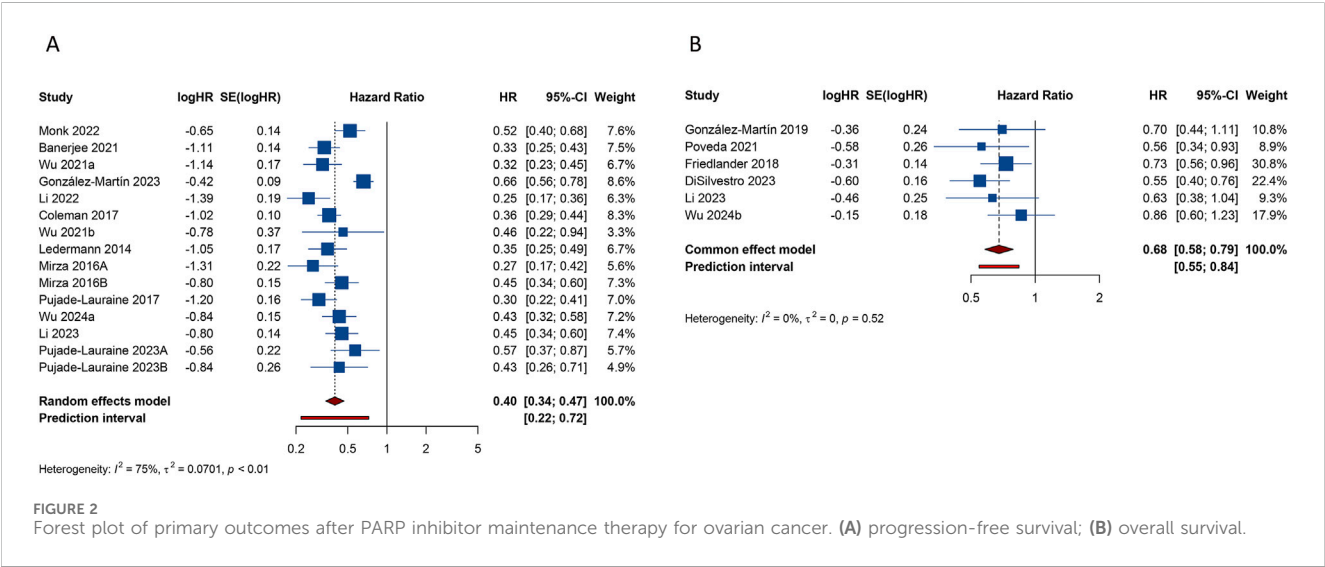 A
Study logHR SE(logHR) Hazard Ratio HR 95%-CI Weight
Monk 2022 -0.65 0.14 0.52 [0.40; 0.68] 7.6%
Banerjee 2021 -1.11 0.14 0.33 [0.25; 0.43] 7.5%
Wu 2021a -1.14 0.17 0.32 [0.23; 0.45] 6.7%
González-Martín 2023 -0.42 0.09 0.66 [0.56; 0.78] 8.6%
Li 2022 -1.39 0.19 0.25 [0.17; 0.36] 6.3%
Coleman 2017 -1.02 0.10 0.36 [0.29; 0.44] 8.3%
Wu 2021b -0.78 0.37 0.46 [0.22; 0.94] 3.3%
Ledermann 2014 -1.05 0.17 0.35 [0.25; 0.49] 6.7%
Mirza 2016A -1.31 0.22 0.27 [0.17; 0.42] 5.6%
Mirza 2016B -0.80 0.15 0.45 [0.34; 0.60] 7.3%
Pujade-Lauraine 2017 -1.20 0.16 0.30 [0.22; 0.41] 7.0%
Wu 2024a -0.84 0.15 0.43 [0.32; 0.58] 7.2%
Li 2023 -0.80 0.14 0.45 [0.34; 0.60] 7.4%
Pujade-Lauraine 2023A -0.56 0.22 0.57 [0.37; 0.87] 5.7%
Pujade-Lauraine 2023B -0.84 0.26 0.43 [0.26; 0.71] 4.9%
Random effects model 0.40 [0.34; 0.47] 100.0%
Prediction interval [0.22; 0.72]
0.2 0.5 1 2 5
Heterogeneity: I² = 75%, τ² = 0.0701, p < 0.01
B
Study logHR SE(logHR) Hazard Ratio HR 95%-CI Weight
González-Martín 2019 -0.36 0.24 0.70 [0.44; 1.11] 10.8%
Poveda 2021 -0.58 0.26 0.56 [0.34; 0.93] 8.9%
Friedlander 2018 -0.31 0.14 0.73 [0.56; 0.96] 30.8%
DiSilvestro 2023 -0.60 0.16 0.55 [0.40; 0.76] 22.4%
Li 2023 -0.46 0.25 0.63 [0.38; 1.04] 9.3%
Wu 2024b -0.15 0.18 0.86 [0.60; 1.23] 17.9%
Common effect model 0.68 [0.58; 0.79] 100.0%
Prediction interval [0.55; 0.84]
0.5 1 2
Heterogeneity: I² = 0%, τ² = 0, p = 0.52
FIGURE 2
Forest plot of primary outcomes after PARP inhibitor maintenance therapy for ovarian cancer. (A) progression-free survival; (B) overall survival.